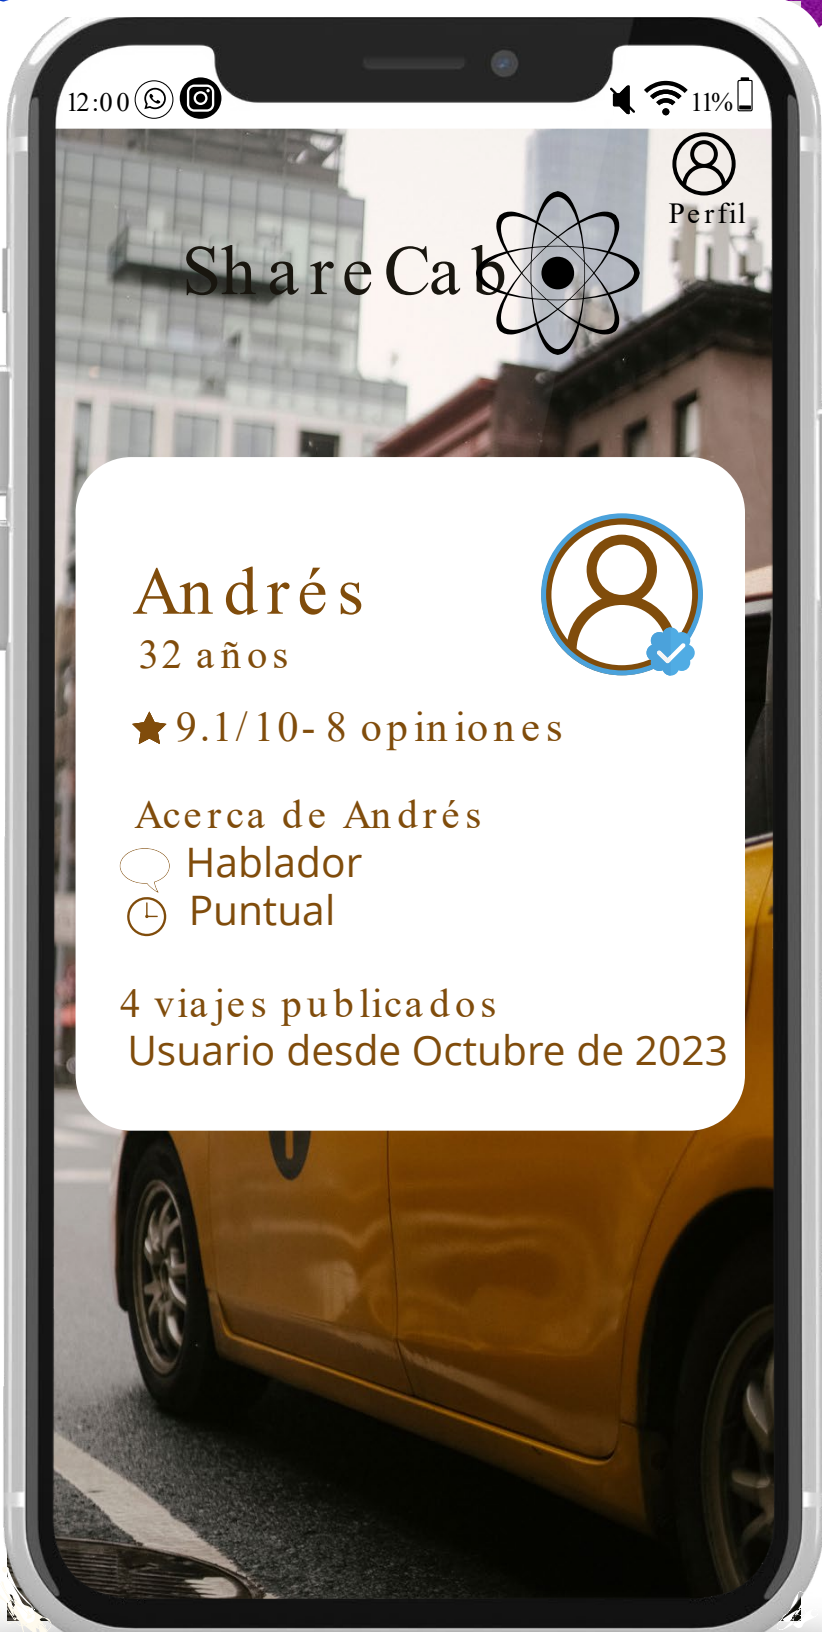 12:00
11%
Perfil
ShareCab
Andrés
32 años
9.1/10- 8 opiniones
Acerca de Andrés
Hablador
Puntual
4 viajes publicados
Usuario desde Octubre de 2023